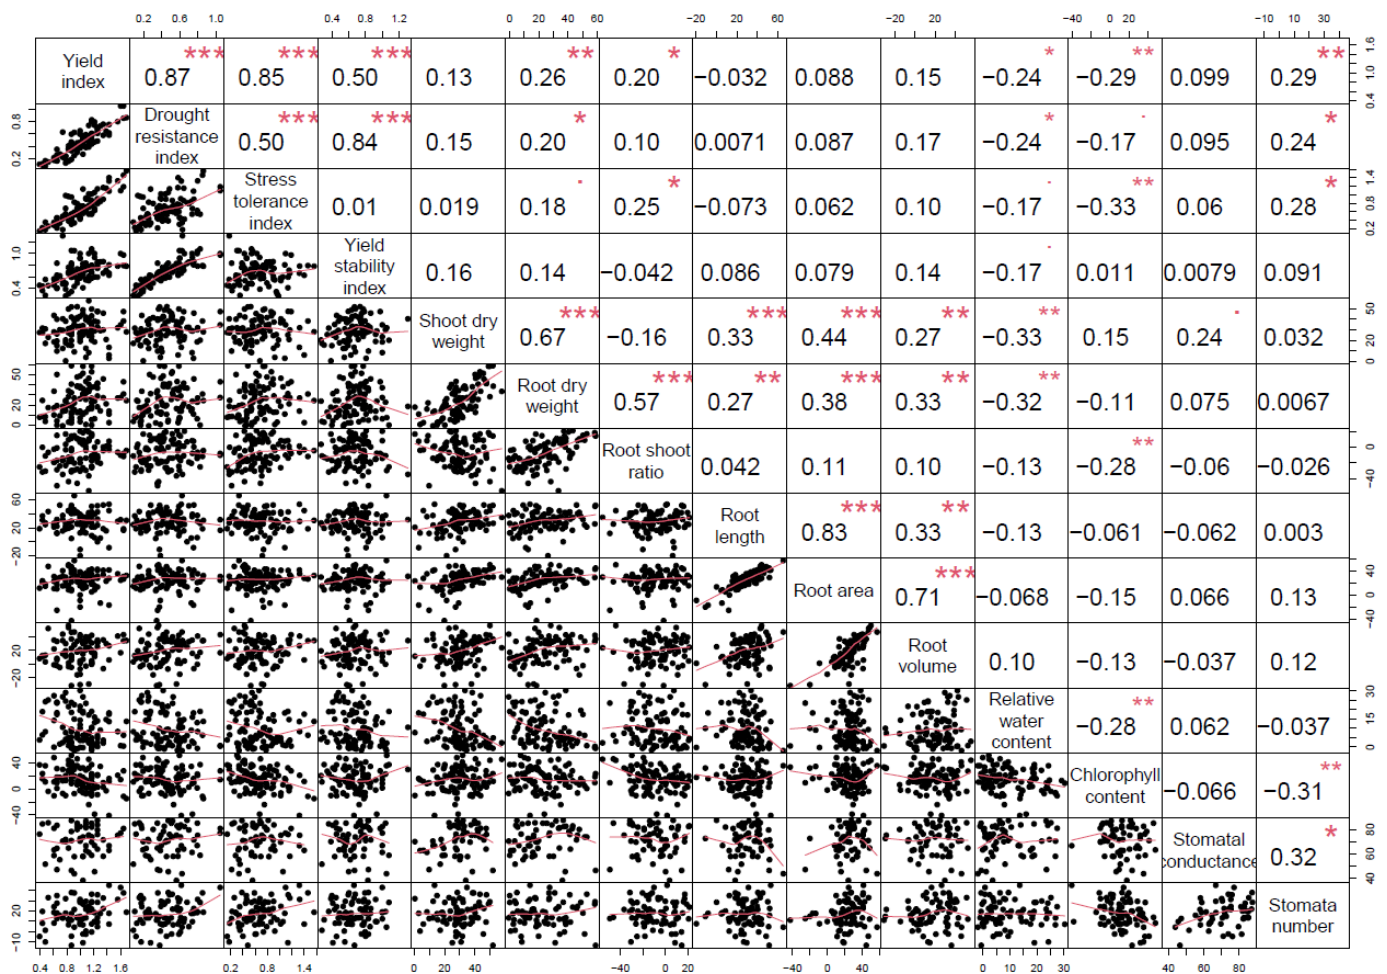 0.2 0.6 1.0 0.4 0.8 1.2 0 20 40 60 −20 20 60 −20 20 −40 0 20 −10 10 30
*** *** *** ** * * ** **
Yield
index
0.87 0.85 0.50 0.13 0.26 0.20 −0.032 0.088 0.15 −0.24 −0.29 0.099 0.29
0.4 1.0 1.6
*** *** * * . *
0.2 0.8
Drought
resistance
index
0.50 0.84 0.15 0.20 0.10 0.0071 0.087 0.17 −0.24 −0.17 0.095 0.24
. * . ** *
Stress
tolerance
index
0.01 0.019 0.18 0.25 −0.073 0.062 0.10 −0.17 −0.33 0.06 0.28
0.2 0.8 1.4
.
0.4 1.0
Yield
stability
index
0.16 0.14 −0.042 0.086 0.079 0.14 −0.17 0.011 0.0079 0.091
*** *** *** ** ** .
Shoot dry
weight
0.67 −0.16 0.33 0.44 0.27 −0.33 0.15 0.24 0.032
0 20 50
*** ** *** ** **
0 20 50
Root dry
weight
0.57 0.27 0.38 0.33 −0.32 −0.11 0.075 0.0067
**
Root shoot
ratio
0.042 0.11 0.10 −0.13 −0.28 −0.06 −0.026
−40 0
*** **
−20 20 60
Root
length
0.83 0.33 −0.13 −0.061 −0.062 0.003
***
Root area
0.71 −0.068 −0.15 0.066 0.13
−40 0 40
−20 20
Root
volume
0.10 −0.13 −0.037 0.12
**
Relative
water
content
−0.28 0.062 −0.037
0 15 30
**
−40 0 40
Chlorophyll
content
−0.066 −0.31
*
Stomatal
conductance
0.32
40 60 80
−10 10
Stomata
number
0.4 0.8 1.2 1.6 0.2 0.8 1.4 0 20 40 −40 0 20 −40 0 40 0 10 20 30 40 60 80